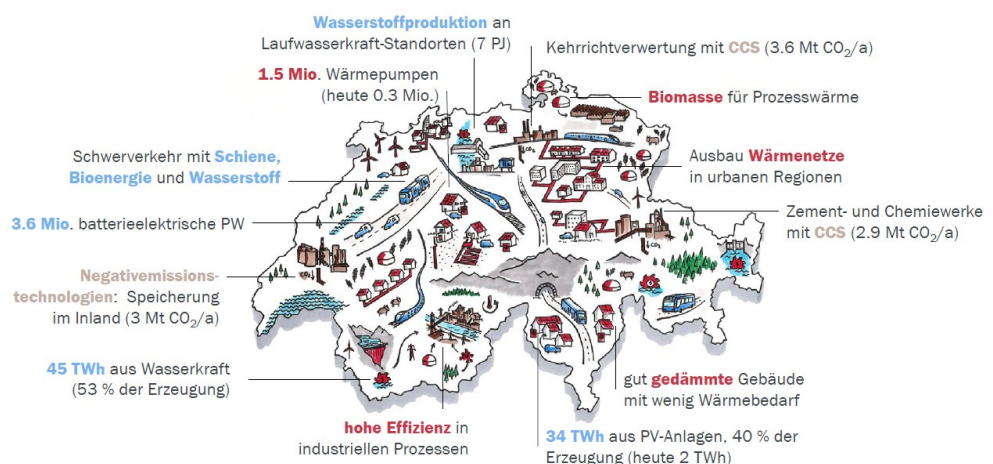 Wasserstoffproduktion an
Laufwasserkraft-Standorten (7 PJ)
Kehrrichtverwertung mit CCS (3.6 Mt CO₂/a)
1.5 Mio. Wärmepumpen
(heute 0.3 Mio.)
Biomasse für Prozesswärme
Schwerverkehr mit Schiene,
Bioenergie und Wasserstoff
Ausbau Wärmenetze
in urbanen Regionen
3.6 Mio. batterieelektrische PW
Zement- und Chemiewerke
mit CCS (2.9 Mt CO₂/a)
Negativemissions-
technologien: Speicherung
im Inland (3 Mt CO₂/a)
45 TWh aus Wasserkraft
(53 % der Erzeugung)
gut gedämmte Gebäude
mit wenig Wärmebedarf
hohe Effizienz in
industriellen Prozessen
34 TWh aus PV-Anlagen, 40 % der
Erzeugung (heute 2 TWh)
CO₂
CO₂
CO₂